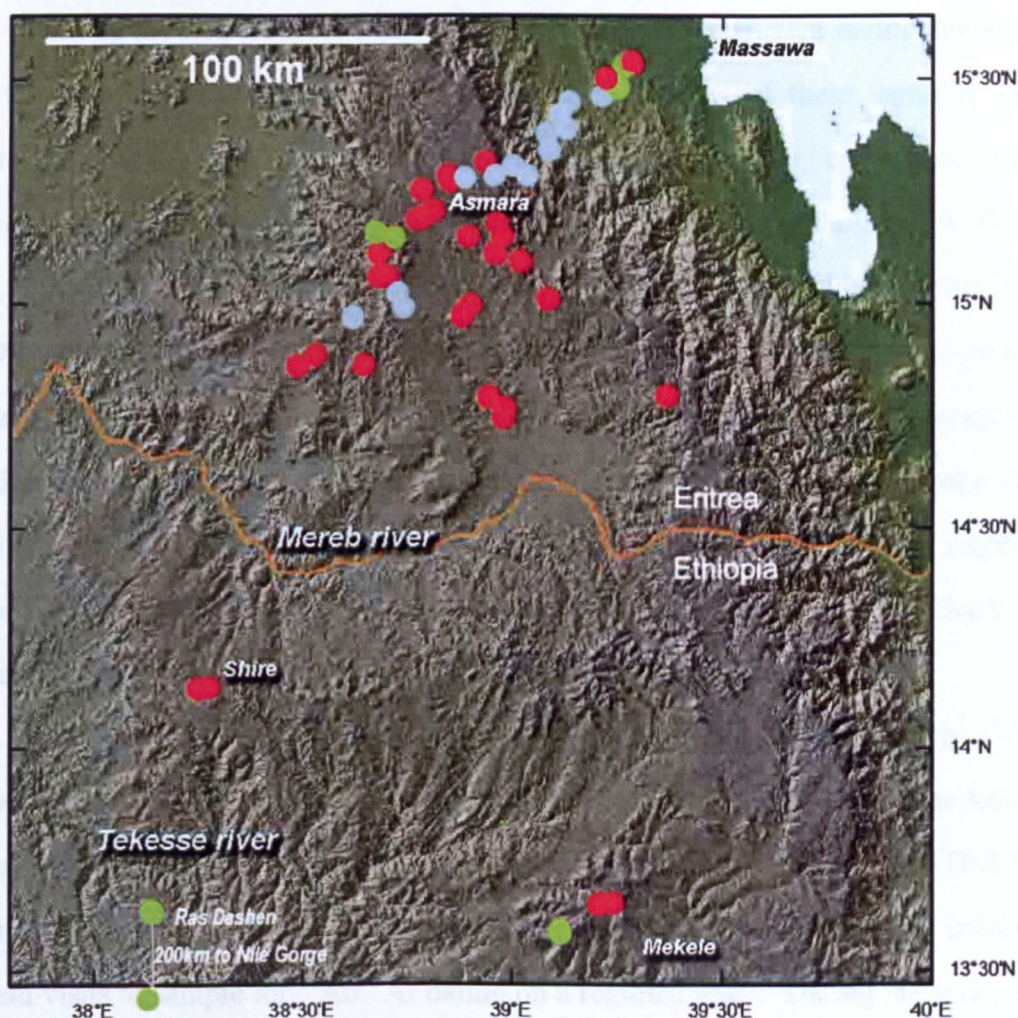 Massawa
100 km
15°30'N
Asmara
15°N
Eritrea
Mereb river
14°30'N
Ethiopia
Shire
14°N
Tekesse river
Ras Dashen
200km to Nile Gorge
Mekele
13°30'N
38°E
38°30'E
39°E
39°30'E
40°E